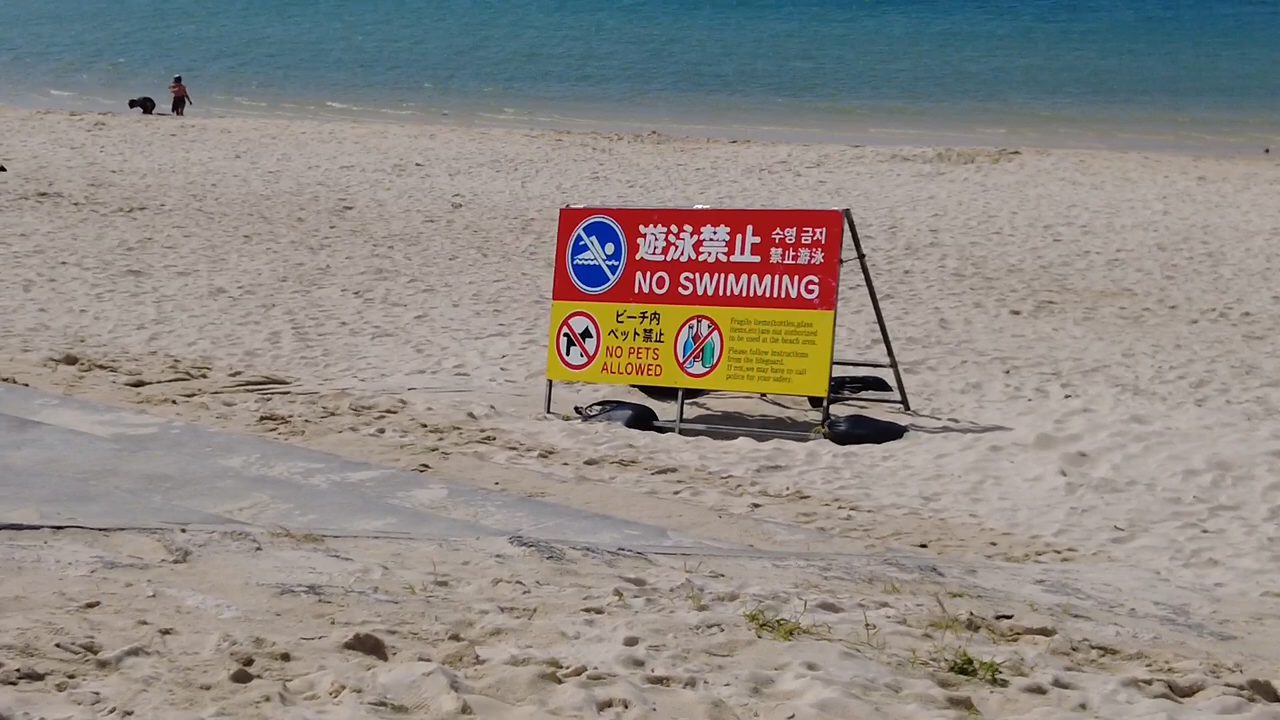 遊泳禁止
수영 금지
禁止游泳
NO SWIMMING
ビーチ内
ペット禁止
NO PETS
ALLOWED
Fragile items(bottles,glass
items,etc)are not authorized
to be used at the beach area.
Please,follow instructions
from the lifeguard.
If not,we may have to call
police for your safety.